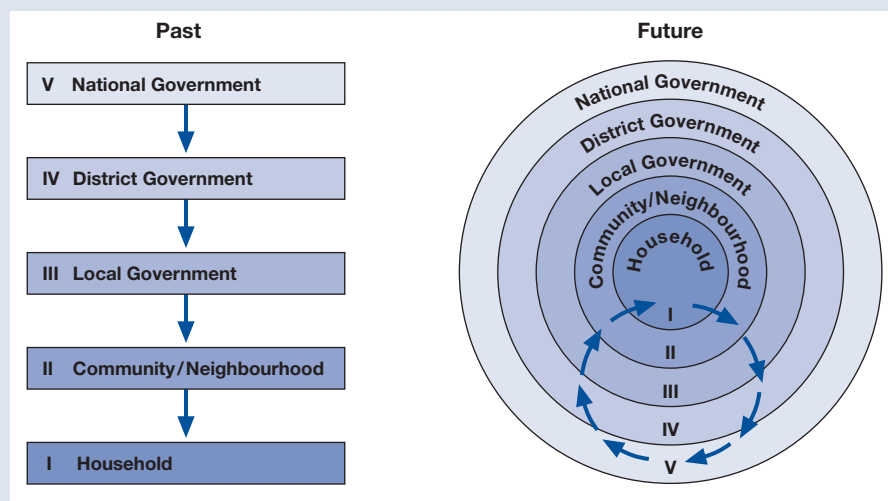 Past
V National Government
IV District Government
III Local Government
II Community/Neighbourhood
I Household
Future
National Government
District Government
Local Government
Community/Neighbourhood
Household
I
II
III
IV
V